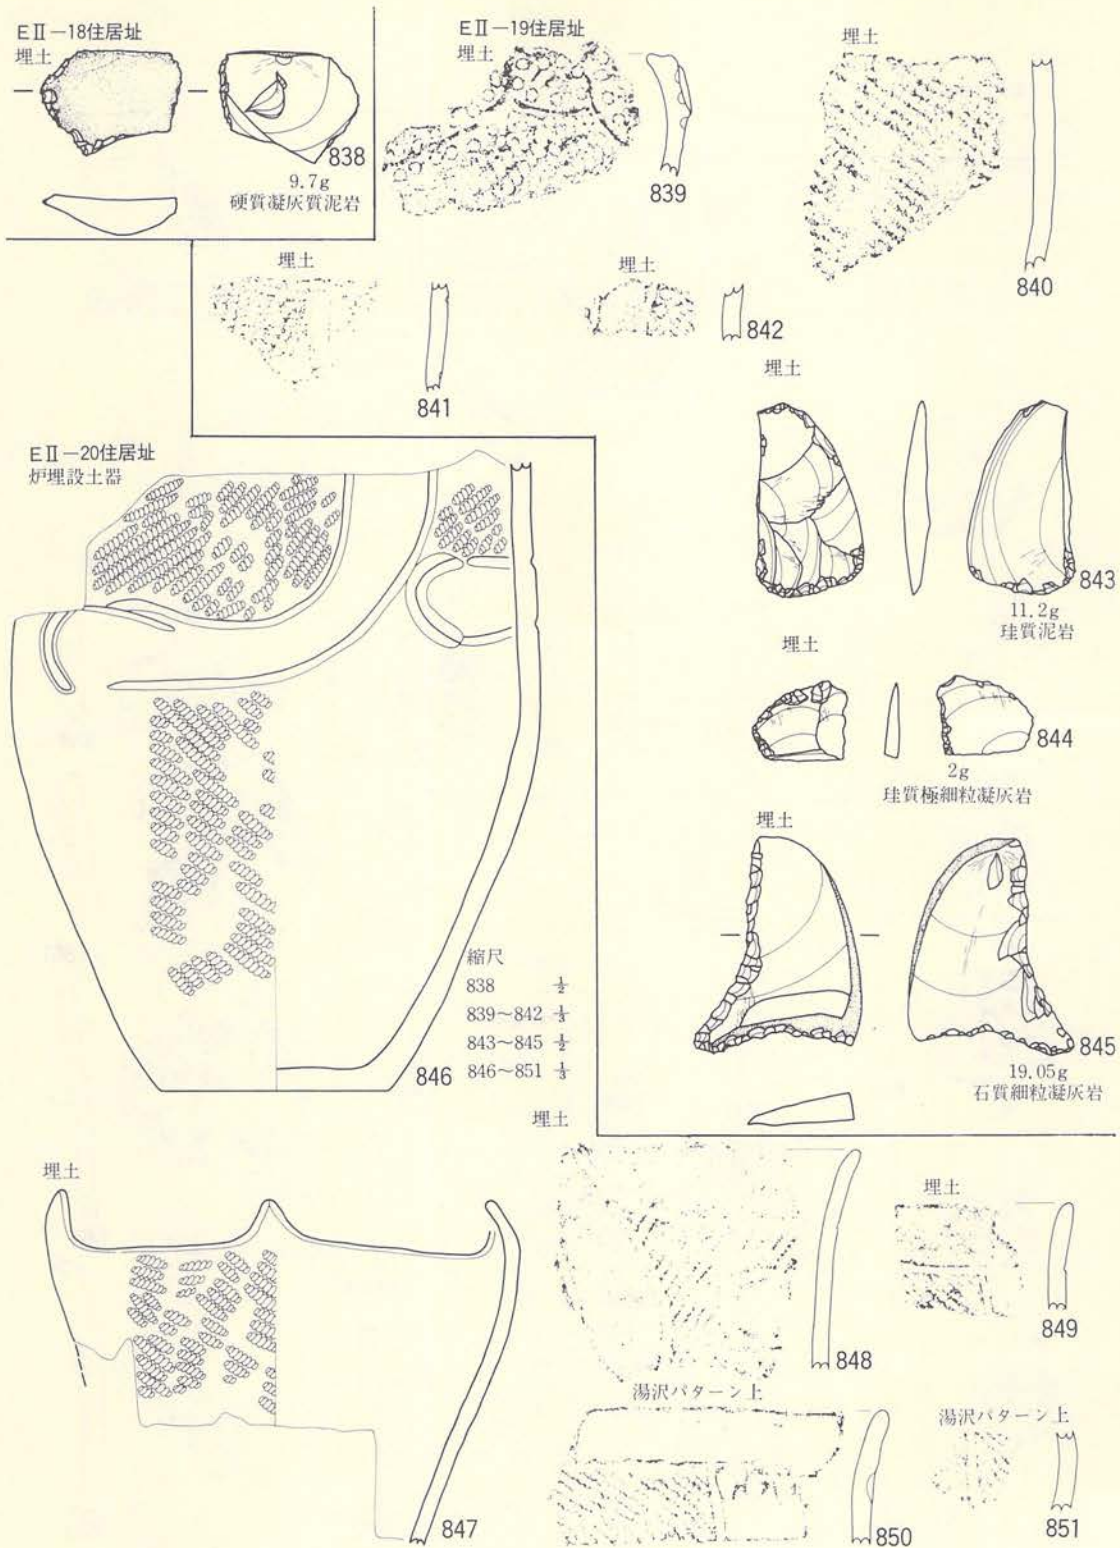 EⅡ―18住居址
埋土
838
9.7g
硬質凝灰質泥岩
EⅡ―19住居址
埋土
839
埋土
840
埋土
841
埋土
842
埋土
843
11.2g
珪質泥岩
埋土
844
2g
珪質極細粒凝灰岩
埋土
845
19.05g
石質細粒凝灰岩
EⅡ―20住居址
炉埋設土器
846
縮尺
838 1/2
839〜842 1/3
843〜845 1/2
846〜851 1/3
埋土
847
埋土
848
埋土
849
湯沢パターン上
850
湯沢パターン上
851